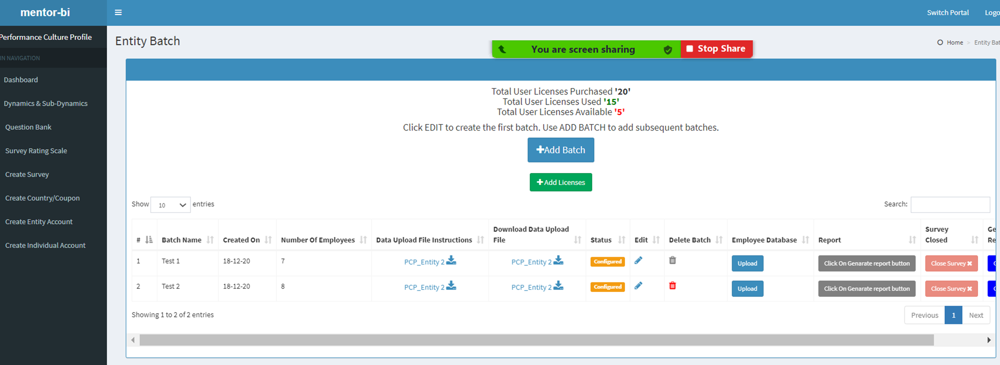 mentor-bi
Switch Portal
Logo
Performance Culture Profile
Entity Batch
You are screen sharing
Stop Share
Home > Entity Bat
IN NAVIGATION
Dashboard
Dynamics & Sub-Dynamics
Question Bank
Survey Rating Scale
Create Survey
Create Country/Coupon
Create Entity Account
Create Individual Account
Total User Licenses Purchased '20'
Total User Licenses Used '15'
Total User Licenses Available '5'
Click EDIT to create the first batch. Use ADD BATCH to add subsequent batches.
+Add Batch
+Add Licenses
Show 10 entries
Search:
# Batch Name Created On Number Of Employees Data Upload File Instructions Download Data Upload File Status Edit Delete Batch Employee Database Report Survey Closed Ge Re
1 Test 1 18-12-20 7 PCP_Entity 2 PCP_Entity 2 Configured Upload Click On Genarate report button Close Survey ✖
2 Test 2 18-12-20 8 PCP_Entity 2 PCP_Entity 2 Configured Upload Click On Genarate report button Close Survey ✖
Showing 1 to 2 of 2 entries
Previous 1 Next